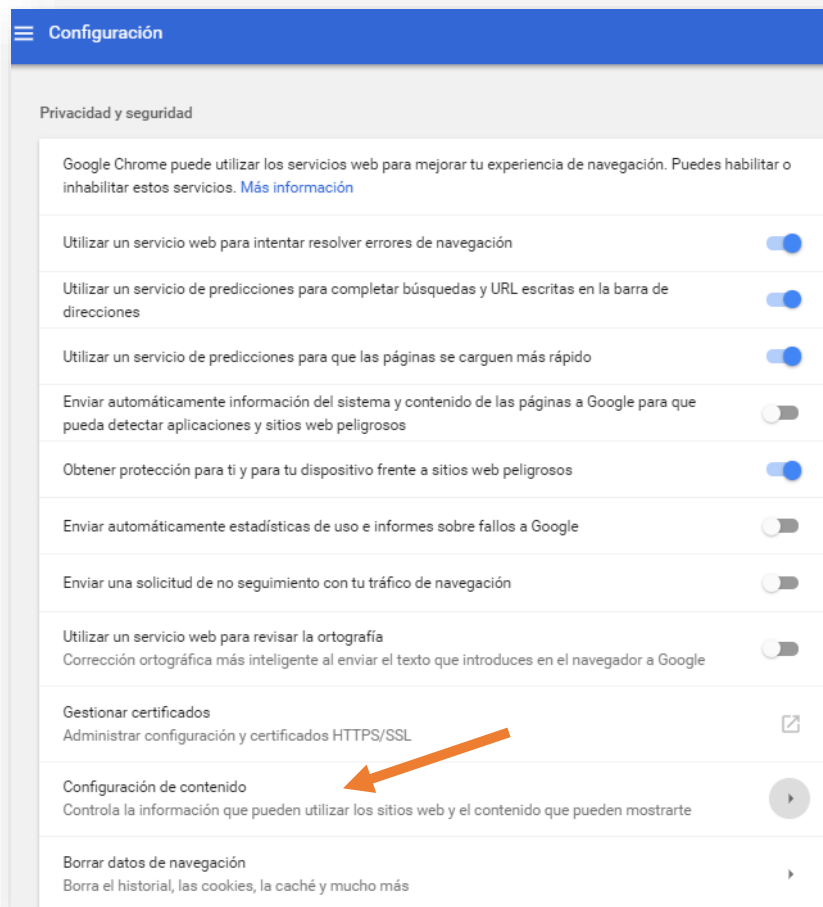 Configuración
Privacidad y seguridad
Google Chrome puede utilizar los servicios web para mejorar tu experiencia de navegación. Puedes habilitar o
inhabilitar estos servicios. Más información
Utilizar un servicio web para intentar resolver errores de navegación
Utilizar un servicio de predicciones para completar búsquedas y URL escritas en la barra de
direcciones
Utilizar un servicio de predicciones para que las páginas se carguen más rápido
Enviar automáticamente información del sistema y contenido de las páginas a Google para que
pueda detectar aplicaciones y sitios web peligrosos
Obtener protección para ti y para tu dispositivo frente a sitios web peligrosos
Enviar automáticamente estadísticas de uso e informes sobre fallos a Google
Enviar una solicitud de no seguimiento con tu tráfico de navegación
Utilizar un servicio web para revisar la ortografía
Corrección ortográfica más inteligente al enviar el texto que introduces en el navegador a Google
Gestionar certificados
Administrar configuración y certificados HTTPS/SSL
Configuración de contenido
Controla la información que pueden utilizar los sitios web y el contenido que pueden mostrarte
Borrar datos de navegación
Borra el historial, las cookies, la caché y mucho más